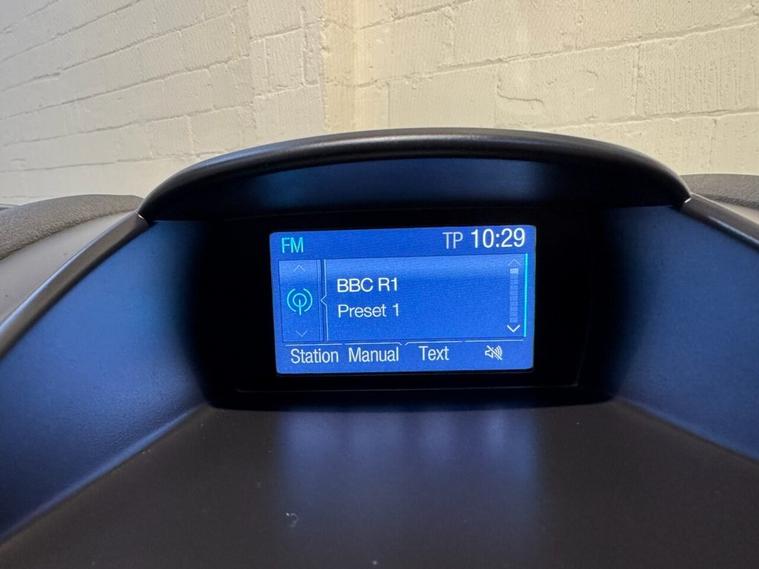 FM TP 10:29
BBC R1
Preset 1
Station Manual Text